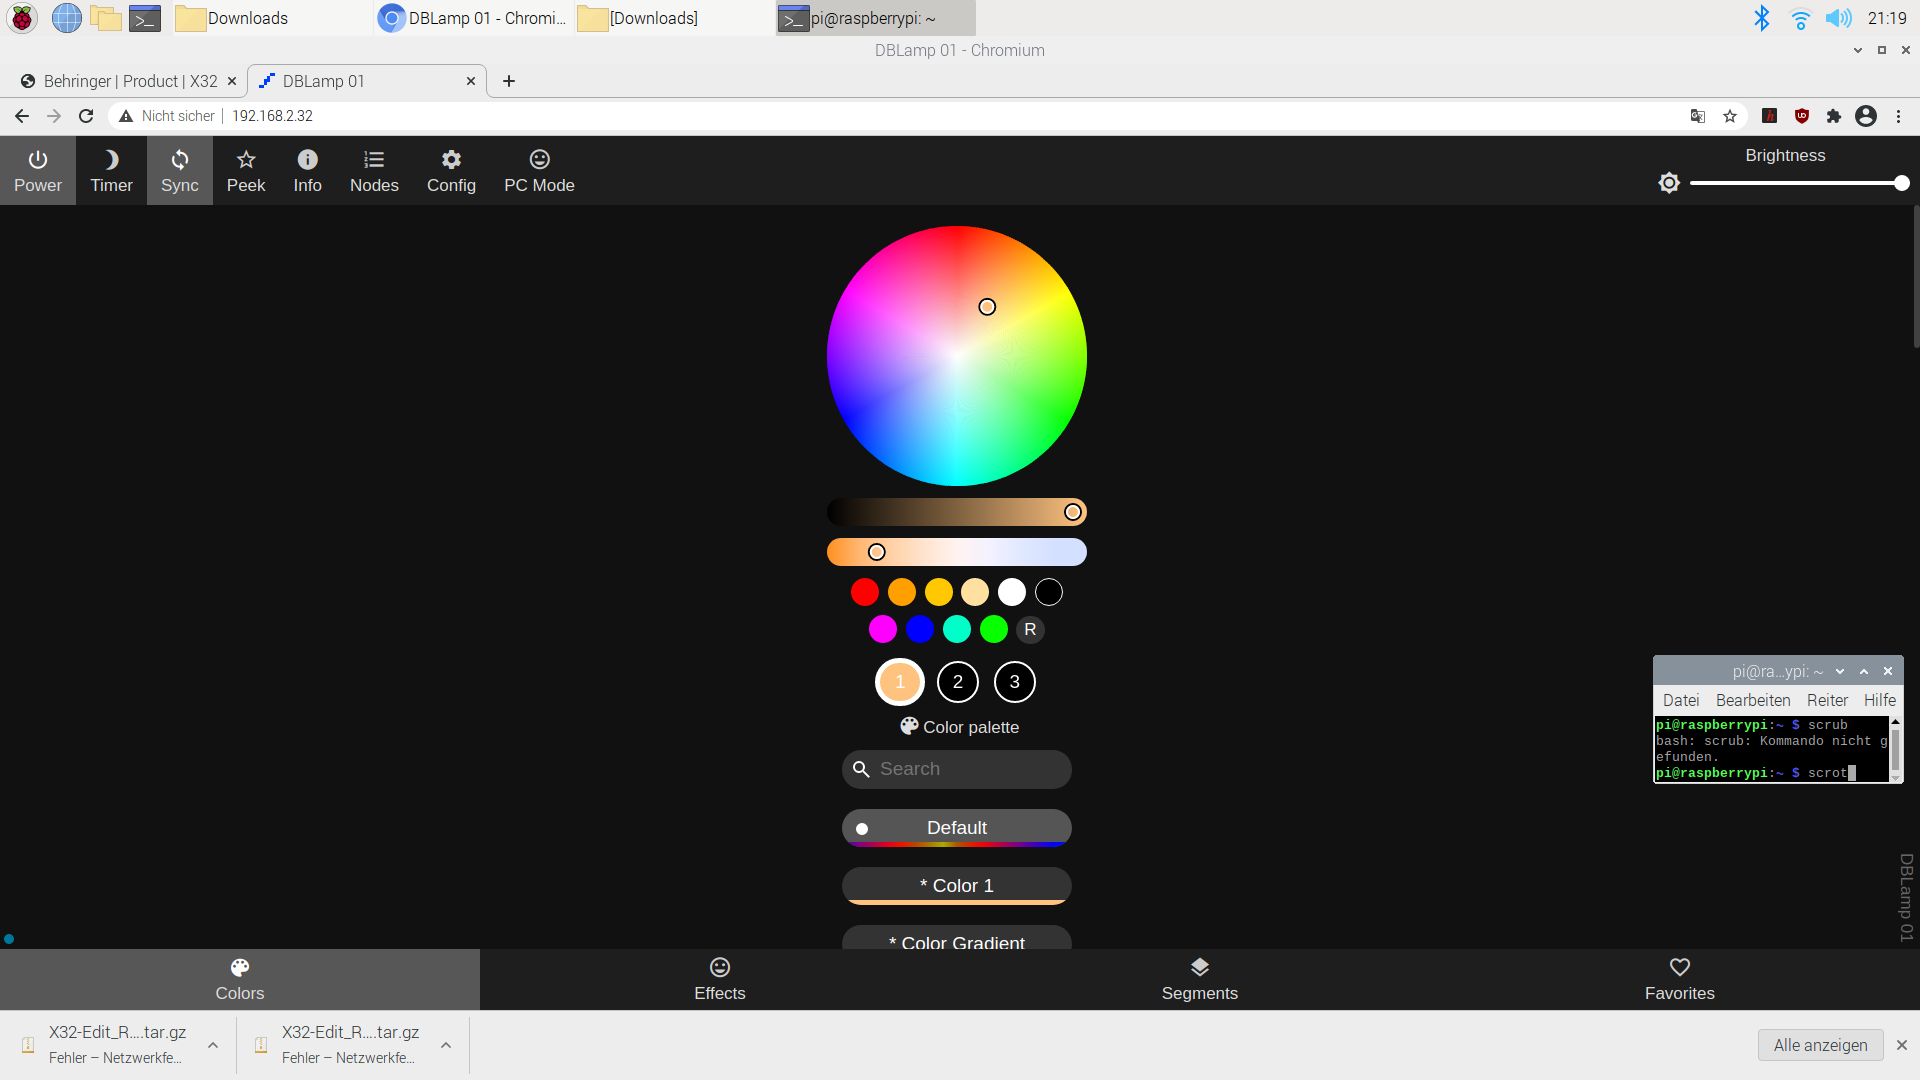 Downloads
DBLamp 01 - Chromi...
[Downloads]
pi@raspberrypi: ~
21:19
DBLamp 01 - Chromium
Behringer | Product | X32
DBLamp 01
Nicht sicher | 192.168.2.32
Power
Timer
Sync
Peek
Info
Nodes
Config
PC Mode
Brightness
R
1
2
3
Color palette
Search
Default
* Color 1
* Color Gradient
pi@ra...ypi: ~
Datei Bearbeiten Reiter Hilfe
pi@raspberrypi:~ $ scrub
bash: scrub: Kommando nicht g
efunden.
pi@raspberrypi:~ $ scrot
DBLamp 01
Colors
Effects
Segments
Favorites
X32-Edit_R....tar.gz
Fehler – Netzwerkfe...
X32-Edit_R....tar.gz
Fehler – Netzwerkfe...
Alle anzeigen